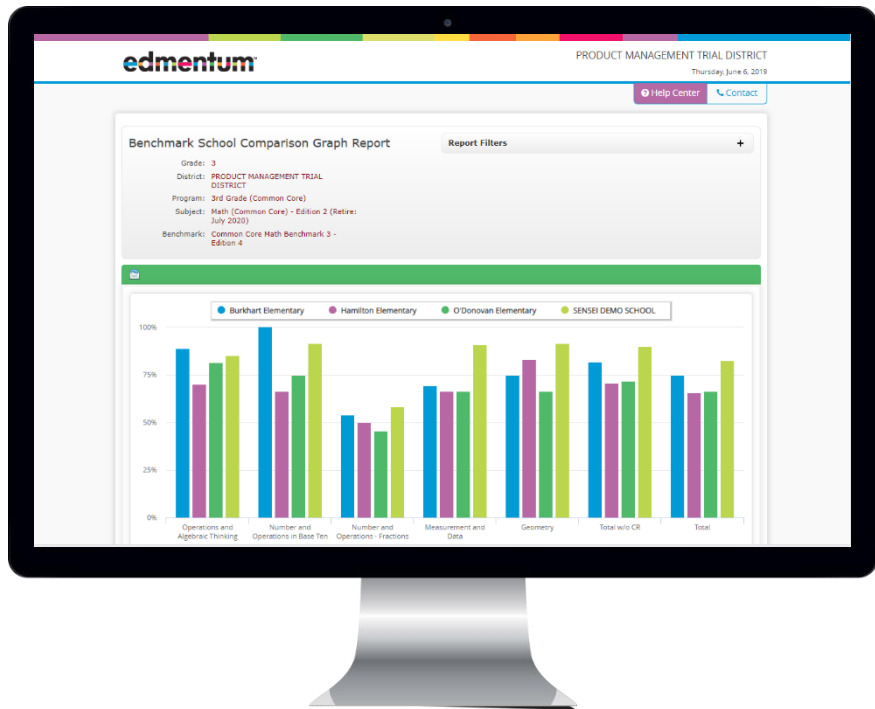 edmentum
PRODUCT MANAGEMENT TRIAL DISTRICT
Thursday, June 6, 2019
Help Center
Contact
Benchmark School Comparison Graph Report
Report Filters
+
Grade: 3
District: PRODUCT MANAGEMENT TRIAL
DISTRICT
Program: 3rd Grade (Common Core)
Subject: Math (Common Core) - Edition 2 (Retire:
July 2020)
Benchmark: Common Core Math Benchmark 3 -
Edition 4
Burkhart Elementary
Hamilton Elementary
O'Donovan Elementary
SENSEI DEMO SCHOOL
100%
75%
50%
25%
0%
Operations and
Algebraic Thinking
Number and
Operations in Base Ten
Number and
Operations - Fractions
Measurement and
Data
Geometry
Total w/o CR
Total